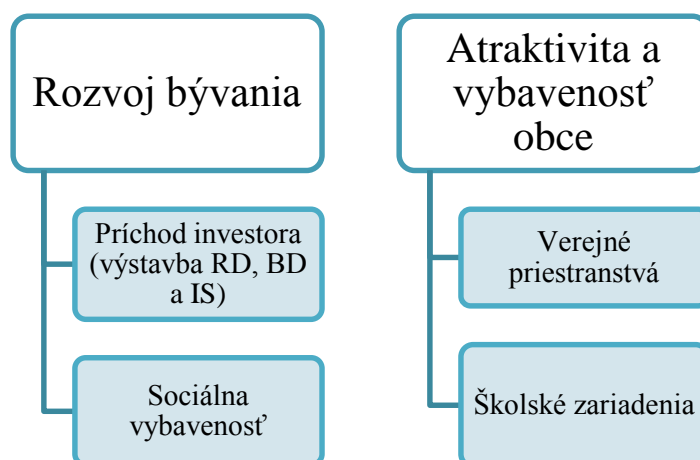 Rozvoj bývania
Príchod investora
(výstavba RD, BD
a IS)
Sociálna
vybavenosť
Atraktivita a
vybavenosť
obce
Verejné
priestranstvá
Školské zariadenia